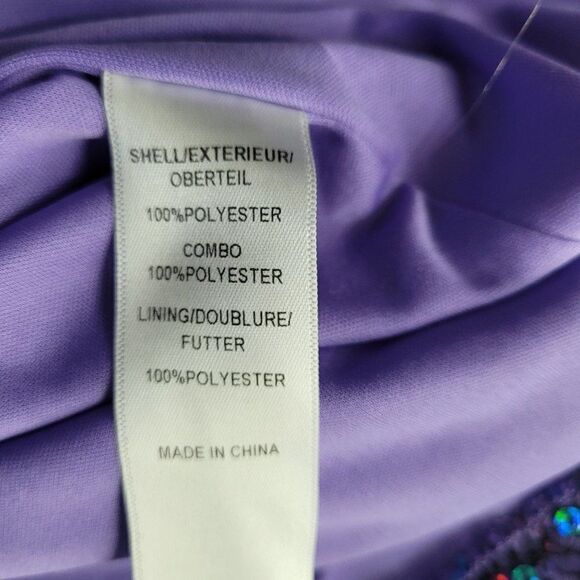 SHELL/EXTERIEUR/
OBERTEIL
100%POLYESTER
COMBO
100%POLYESTER
LINING/DOUBLURE/
FUTTER
100%POLYESTER
MADE IN CHINA